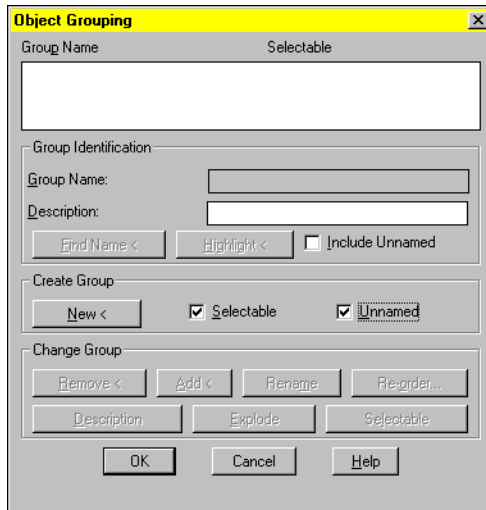 Object Grouping
Group Name Selectable
Group Identification
Group Name:
Description:
Find Name < Highlight < Include Unnamed
Create Group
New < Selectable Unnamed
Change Group
Remove < Add < Rename Re-order...
Description Explode Selectable
OK Cancel Help